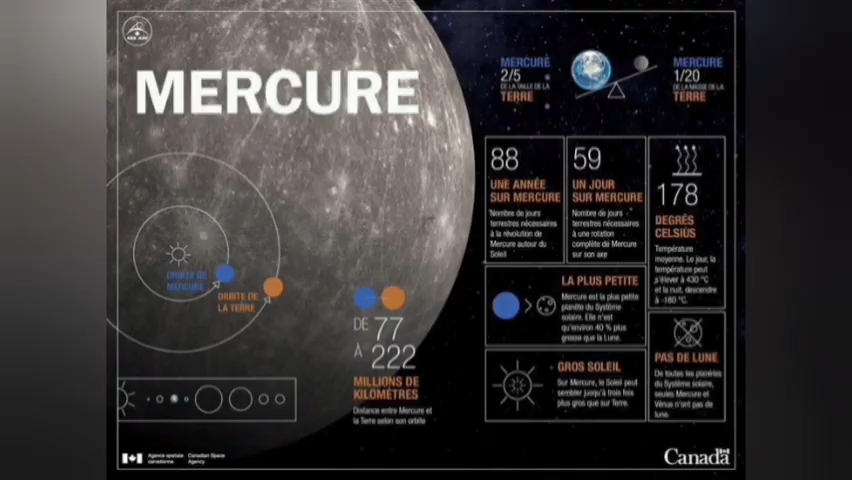 MERCURE
MERCURE
2/5
DE LA TAILLE DE LA
TERRE
MERCURE
1/20
DE LA MASSE DE LA
TERRE
88
UNE ANNÉE
SUR MERCURE
Nombre de jours
terrestres nécessaires
à la révolution de
Mercure autour du
Soleil
59
UN JOUR
SUR MERCURE
Nombre de jours
terrestres nécessaires
à une rotation
complète de Mercure
sur son axe
178
DEGRÉS
CELSIUS
Température
moyenne. Le jour, la
température peut
s'élever à 430 °C
et la nuit, descendre
à -180 °C.
ORBITE DE
MERCURE
ORBITE DE
LA TERRE
DE 77
À 222
MILLIONS DE
KILOMÈTRES
Distance entre Mercure et
la Terre selon son orbite
LA PLUS PETITE
Mercure est la plus petite
planète du Système
solaire. Elle n'est
qu'environ 40 % plus
grosse que la Lune.
GROS SOLEIL
Sur Mercure, le Soleil peut
sembler jusqu'à trois fois
plus gros que sur Terre.
PAS DE LUNE
De toutes les planètes
du Système solaire,
seules Mercure et
Vénus n'ont pas de
lune.
Agence spatiale canadienne
Canadian Space Agency
Canada